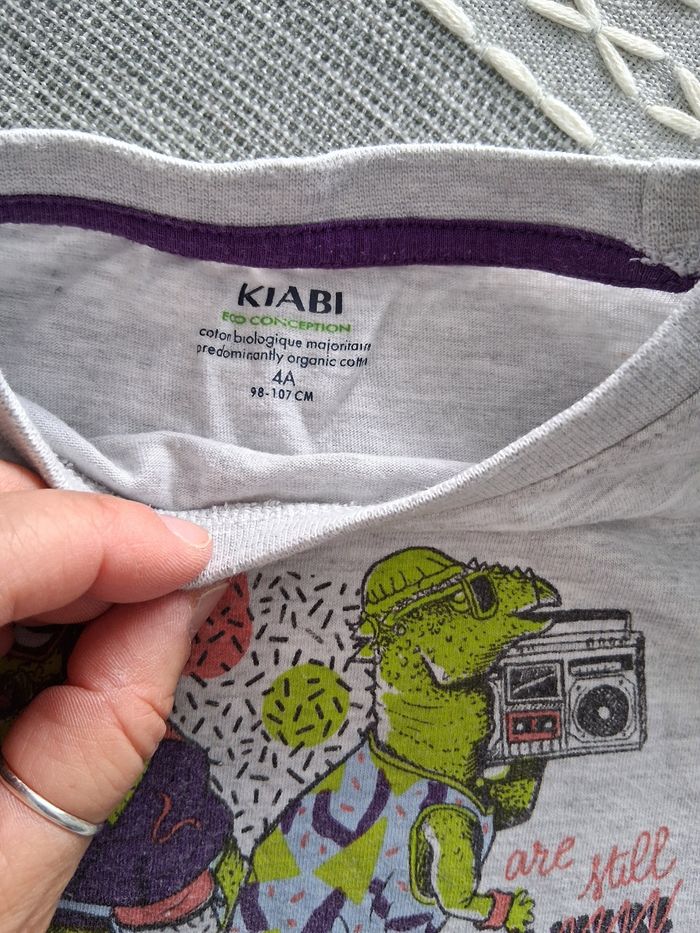 KIABI
ECO CONCEPTION
coton biologique majoritaire
predominantly organic cotton
4A
98-107 CM
are still